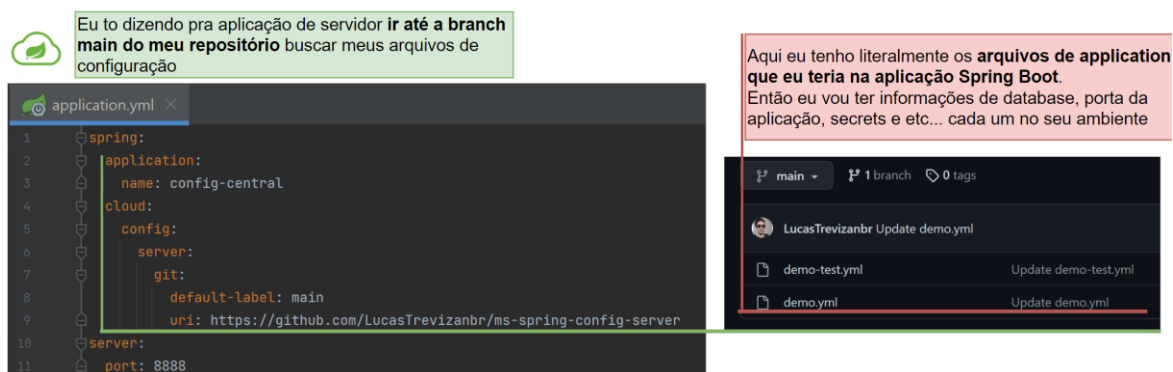 Eu to dizendo pra aplicação de servidor ir até a branch
main do meu repositório buscar meus arquivos de
configuração
application.yml
1 spring:
2 application:
3 name: config-central
4 cloud:
5 config:
6 server:
7 git:
8 default-label: main
9 uri: https://github.com/LucasTrevizanbr/ms-spring-config-server
10 server:
11 port: 8888
Aqui eu tenho literalmente os arquivos de application
que eu teria na aplicação Spring Boot.
Então eu vou ter informações de database, porta da
aplicação, secrets e etc... cada um no seu ambiente
main 1 branch 0 tags
LucasTrevizanbr Update demo.yml
demo-test.yml Update demo-test.yml
demo.yml Update demo.yml